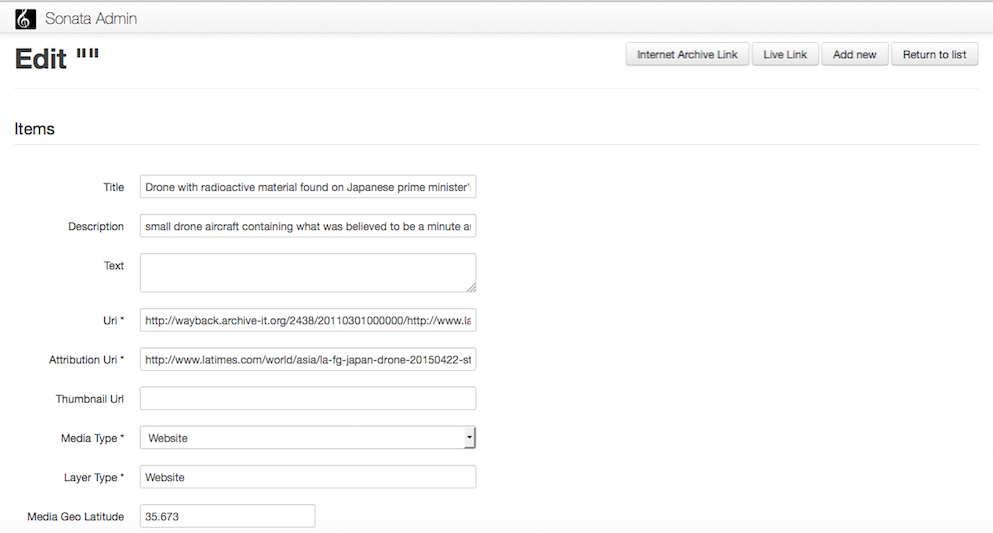 Sonata Admin
Edit ""
Internet Archive Link Live Link Add new Return to list
Items
Title Drone with radioactive material found on Japanese prime minister'
Description small drone aircraft containing what was believed to be a minute a
Text
Uri * http://wayback.archive-it.org/2438/20110301000000/http://www.la
Attribution Uri * http://www.latimes.com/world/asia/la-fg-japan-drone-20150422-st
Thumbnail Url
Media Type * Website
Layer Type * Website
Media Geo Latitude 35.673